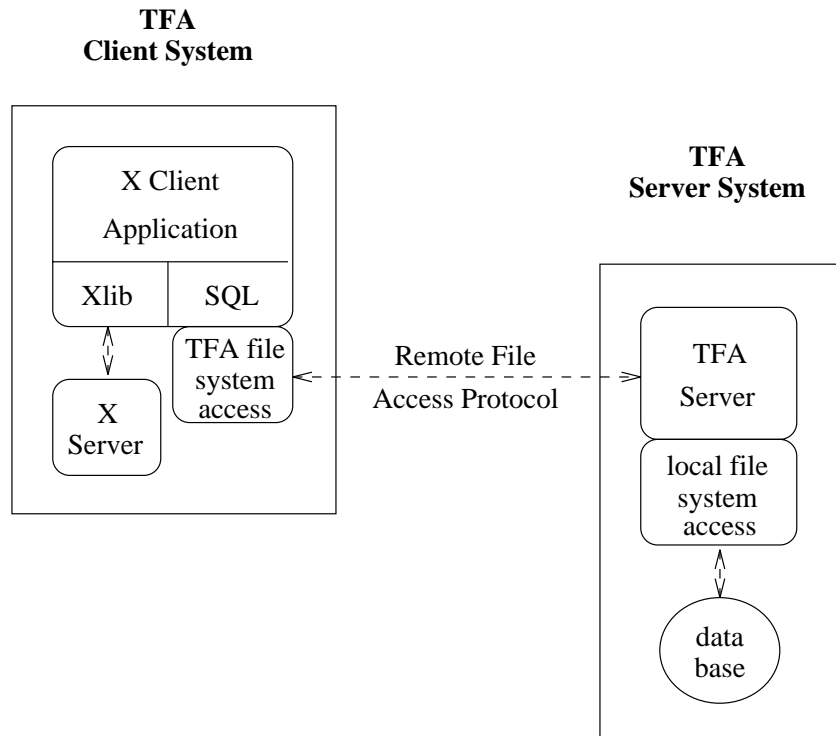 TFA
Client System
X Client
Application
Xlib
SQL
TFA file
system
access
X
Server
Remote File
Access Protocol
TFA
Server System
TFA
Server
local file
system
access
data
base